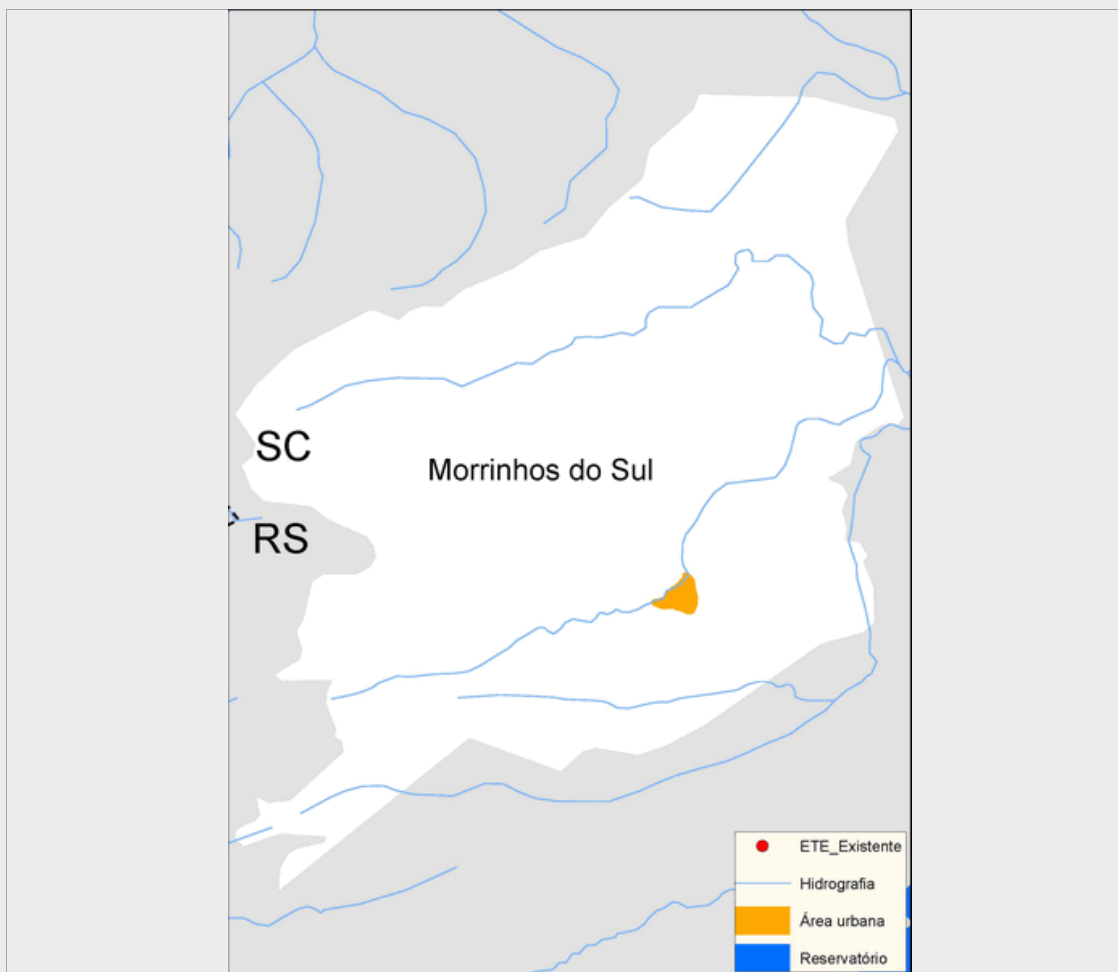 SC
Morrinhos do Sul
RS
ETE_Existente
Hidrografia
Área urbana
Reservatório